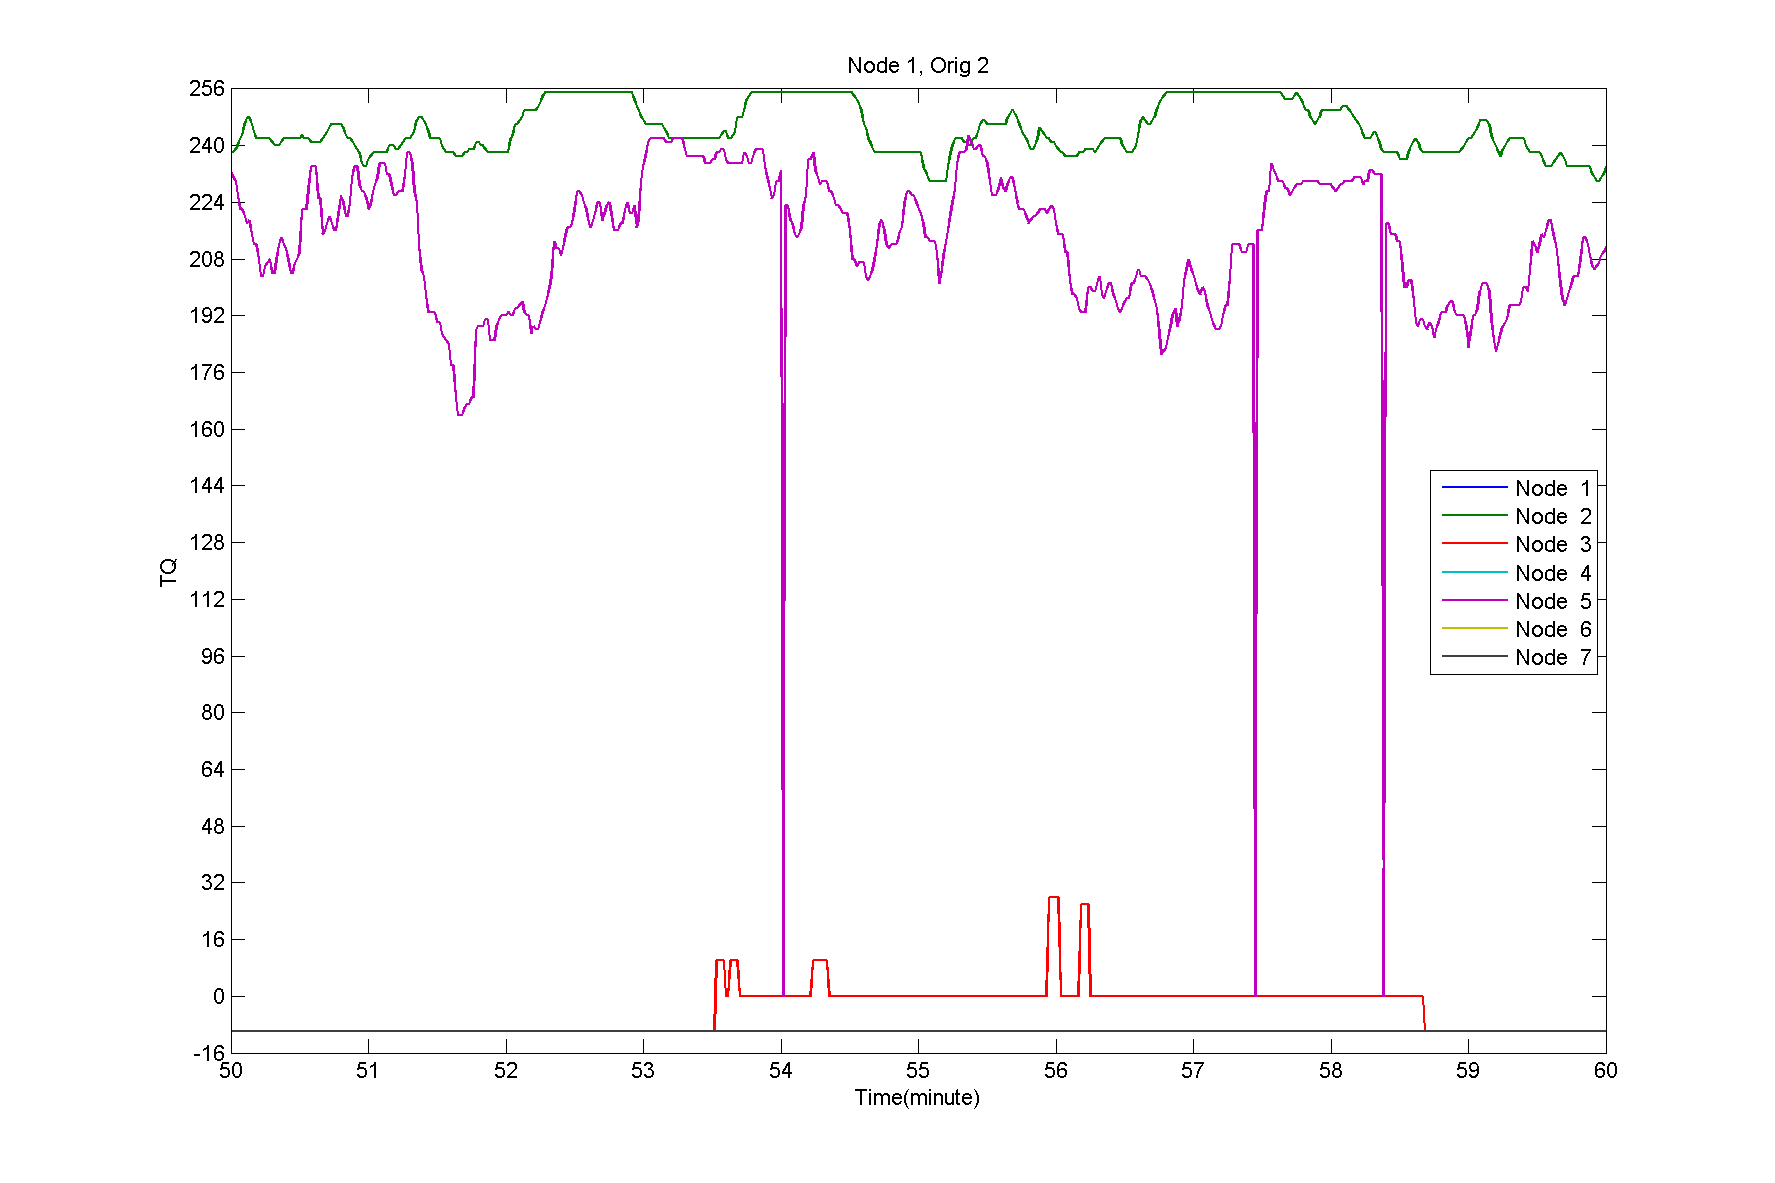 Node 1, Orig 2
256
240
224
208
192
176
160
144
128
112
96
80
64
48
32
16
0
-16
TQ
Node 1
Node 2
Node 3
Node 4
Node 5
Node 6
Node 7
50 51 52 53 54 55 56 57 58 59 60
Time(minute)